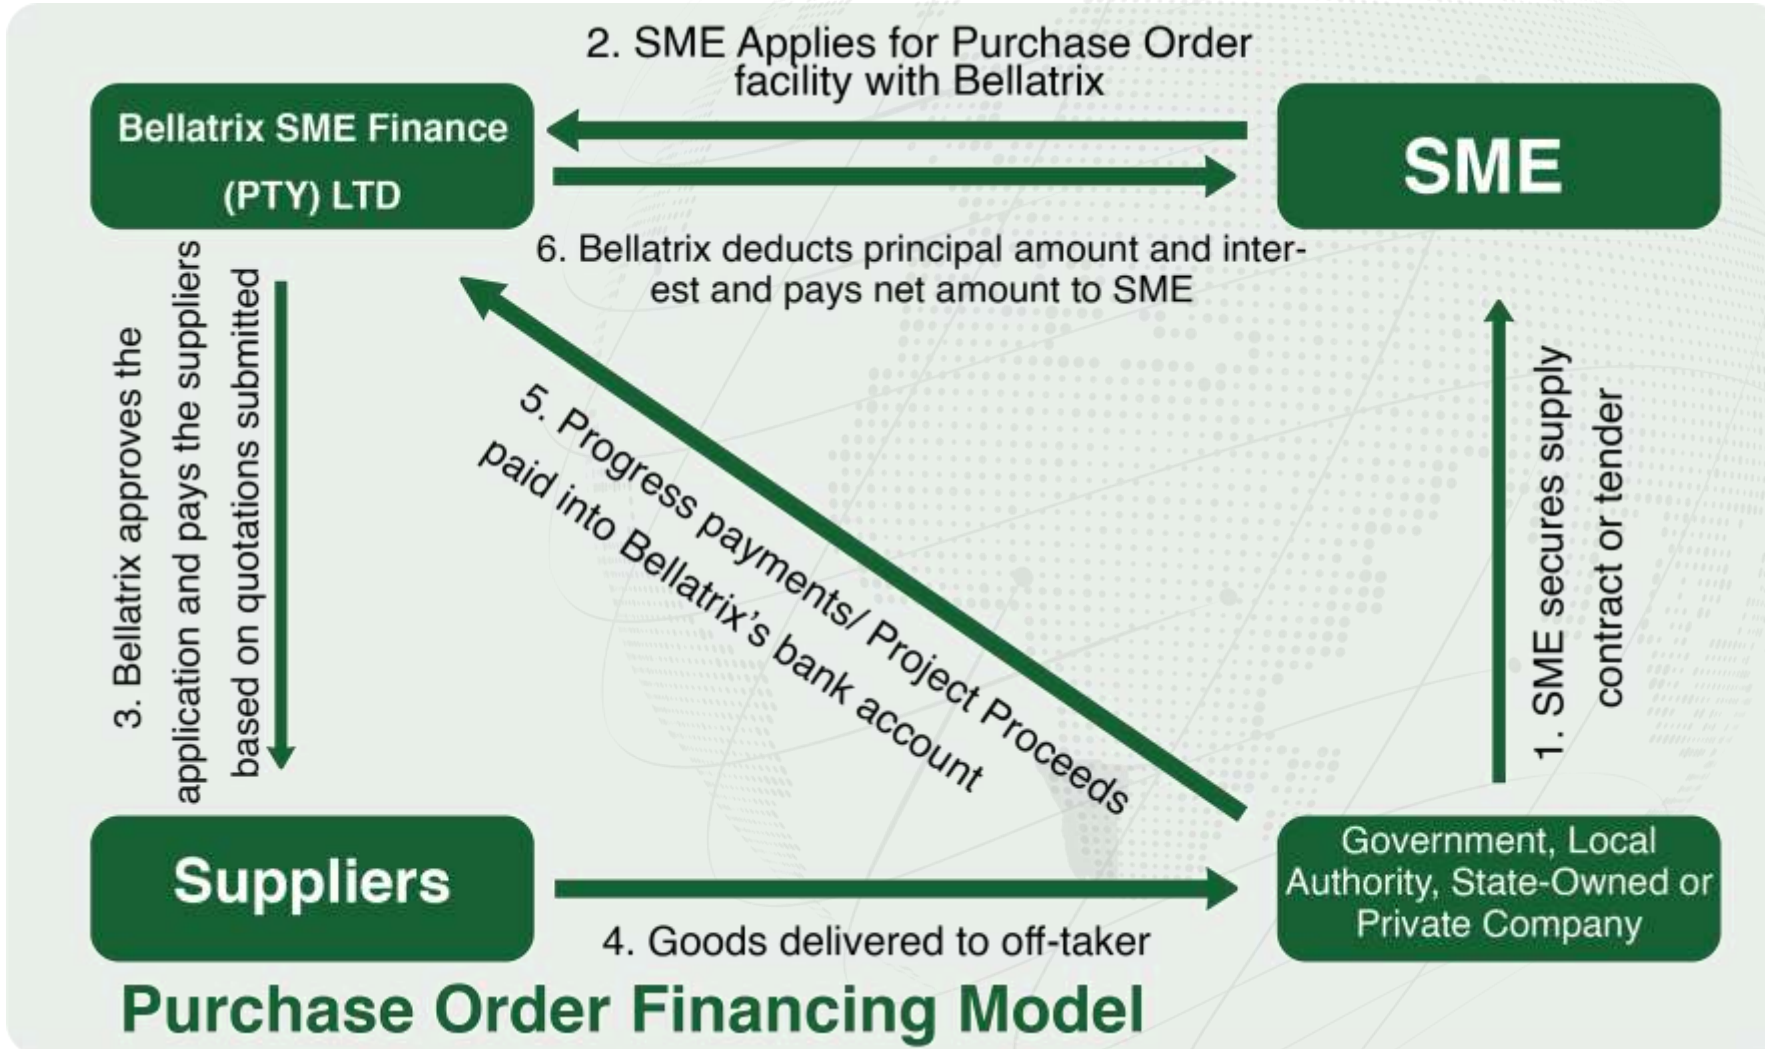 2. SME Applies for Purchase Order
facility with Bellatrix
Bellatrix SME Finance
(PTY) LTD
SME
6. Bellatrix deducts principal amount and inter-
est and pays net amount to SME
3. Bellatrix approves the
application and pays the suppliers
based on quotations submitted
5. Progress payments/ Project Proceeds
paid into Bellatrix’s bank account
1. SME secures supply
contract or tender
Suppliers
4. Goods delivered to off-taker
Government, Local
Authority, State-Owned or
Private Company
Purchase Order Financing Model